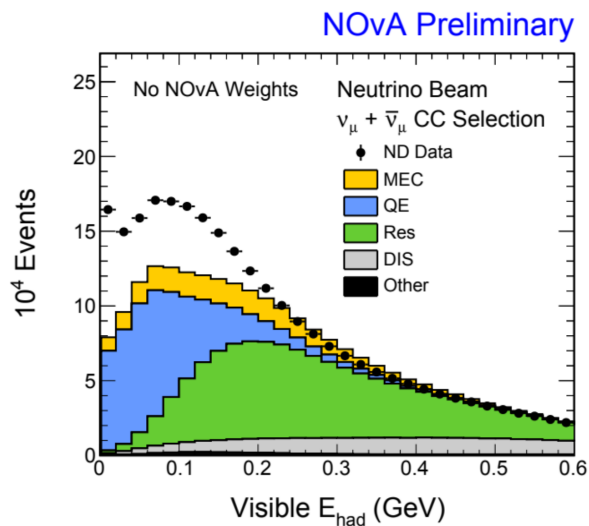 NOvA Preliminary
No NOvA Weights
Neutrino Beam
νμ + ν̅μ CC Selection
ND Data
MEC
QE
Res
DIS
Other
10⁴ Events
25
20
15
10
5
0
0 0.1 0.2 0.3 0.4 0.5 0.6
Visible E_had (GeV)